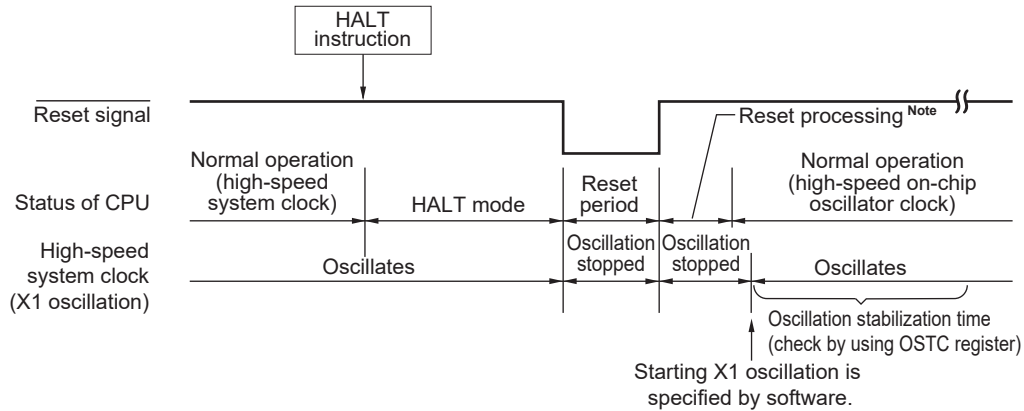 HALT
instruction
Reset signal
Reset processing Note
Status of CPU
Normal operation
(high-speed
system clock)
HALT mode
Reset
period
Normal operation
(high-speed on-chip
oscillator clock)
High-speed
system clock
(X1 oscillation)
Oscillates
Oscillation
stopped
Oscillation
stopped
Oscillates
Oscillation stabilization time
(check by using OSTC register)
Starting X1 oscillation is
specified by software.